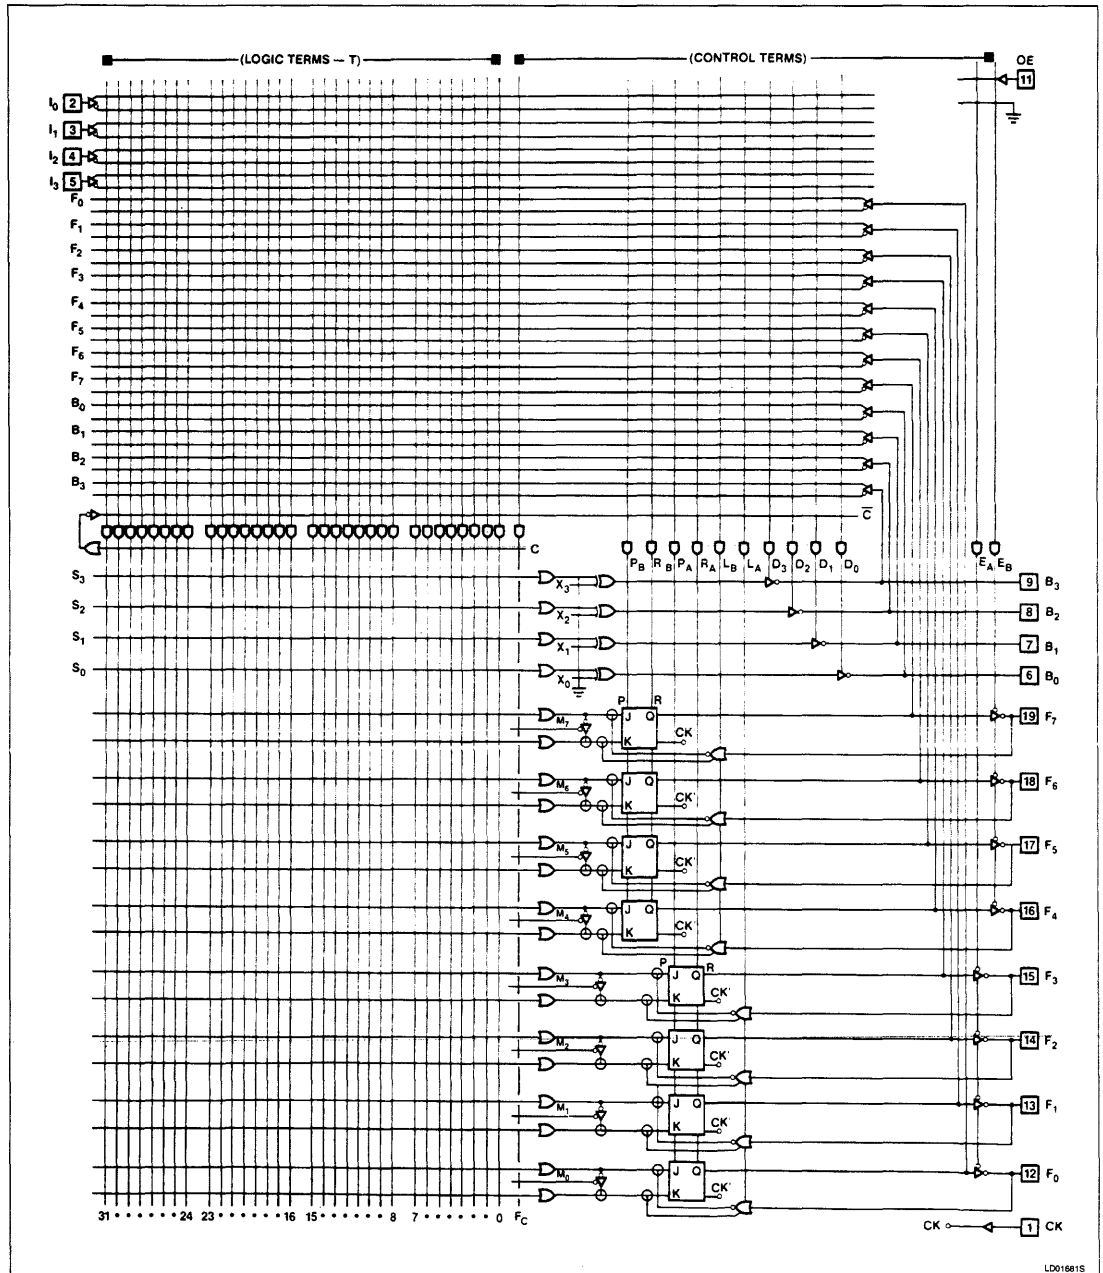 (LOGIC TERMS — T) (CONTROL TERMS) OE
11
I0 2
I1 3
I2 4
I3 5
F0
F1
F2
F3
F4
F5
F6
F7
B0
B1
B2
B3
C̅
C
PB RB PA RA LB LA D3 D2 D1 D0 EA EB
S3 X3 9 B3
S2 X2 8 B2
S1 X1 7 B1
S0 X0 6 B0
P R
M7 J Q 19 F7
K CK
M6 J Q 18 F6
K CK'
M5 J Q 17 F5
K CK'
M4 J Q 16 F4
K CK'
P R
M3 J Q 15 F3
K CK'
M2 J Q 14 F2
K CK'
M1 J Q 13 F1
K CK'
M0 J Q 12 F0
K CK'
31 • • • • • • 24 23 • • • • • • 16 15 • • • • • • 8 7 • • • • • • 0 FC
CK 1 CK
LD01681S